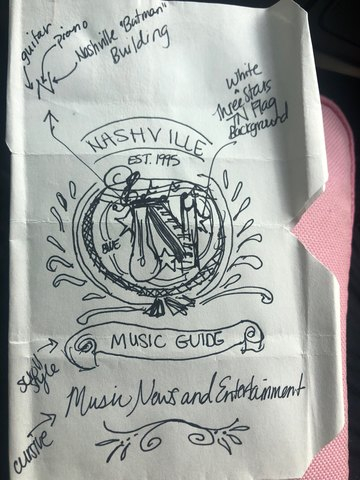 guitar
piano
Nashville "Batman"
Building
White
Three Stars
TN Flag
Background
NASHVILLE
EST. 1995
BLUE
MUSIC GUIDE
scroll
style
Music News and Entertainment
cursive